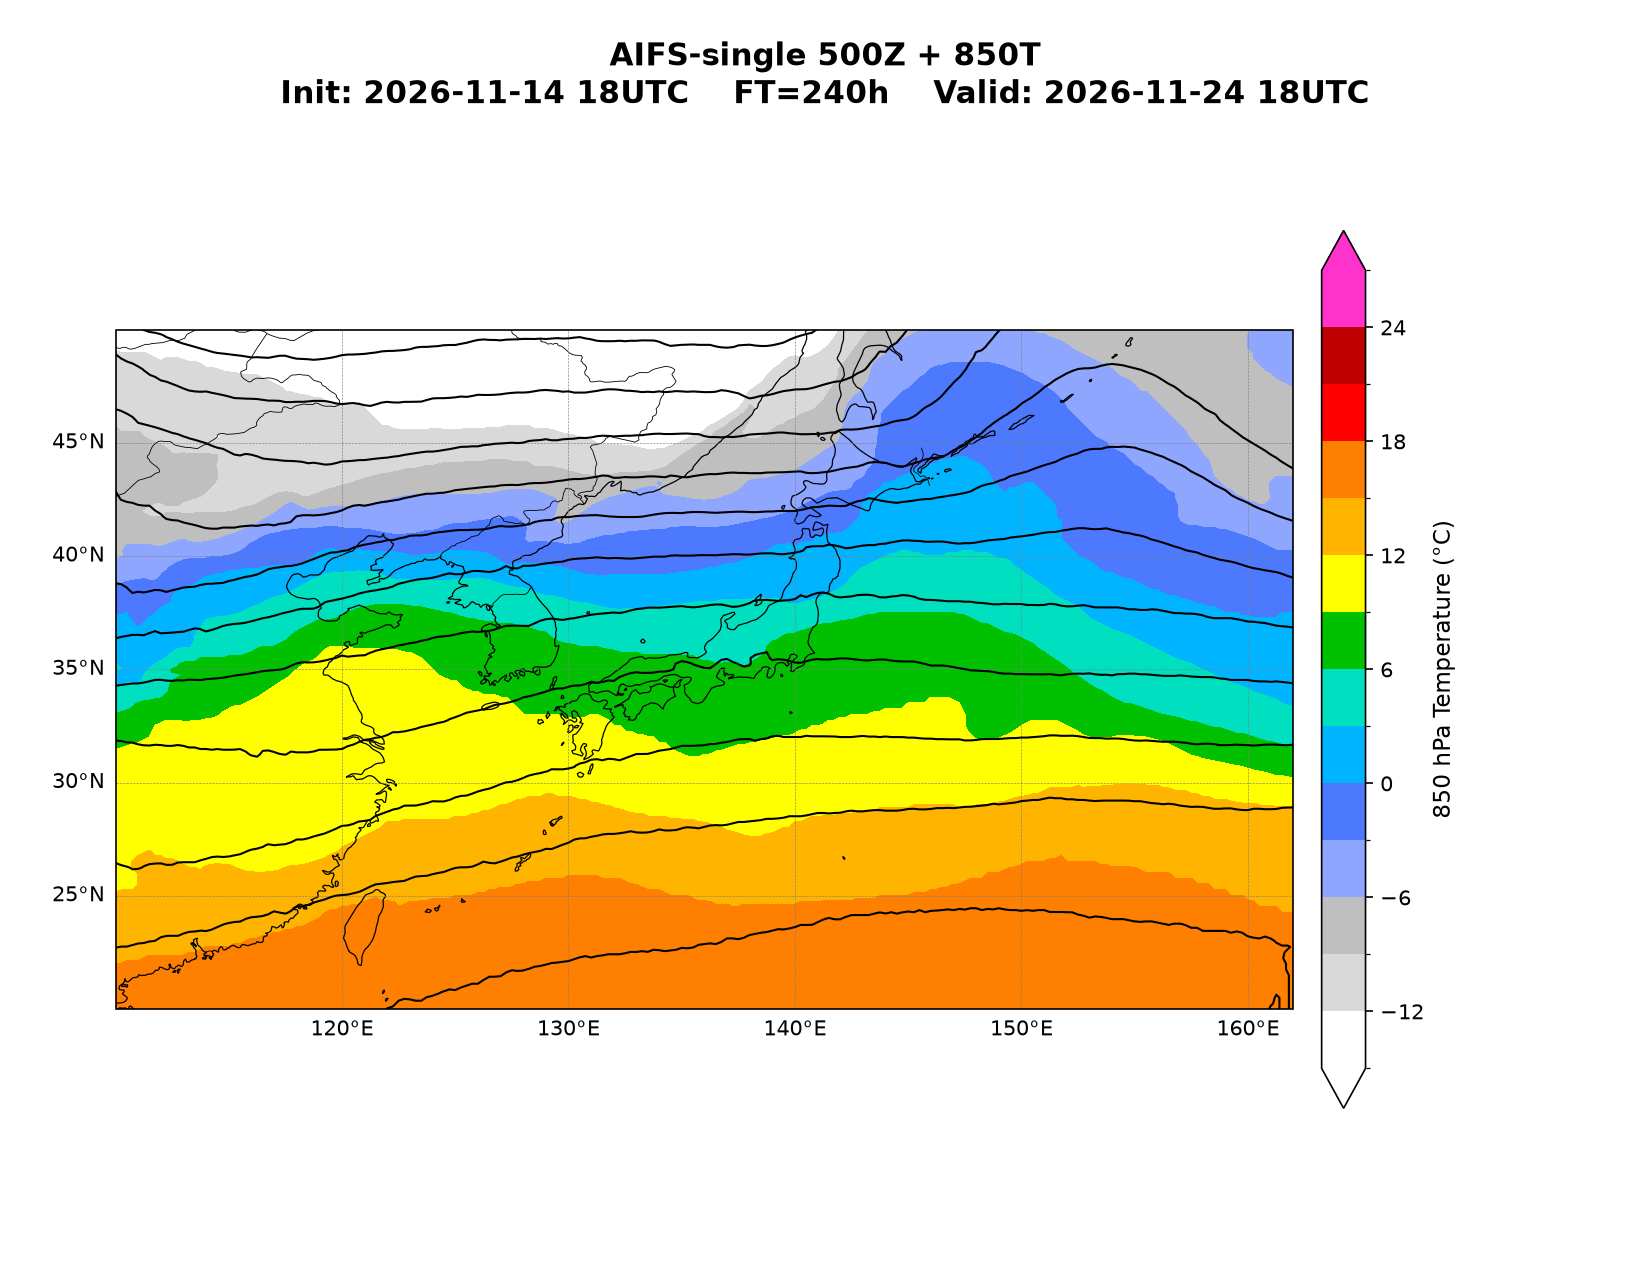 AIFS-single 500Z + 850T
Init: 2026-11-14 18UTC    FT=240h    Valid: 2026-11-24 18UTC
45°N
40°N
35°N
30°N
25°N
120°E
130°E
140°E
150°E
160°E
24
18
12
6
0
−6
−12
850 hPa Temperature (°C)